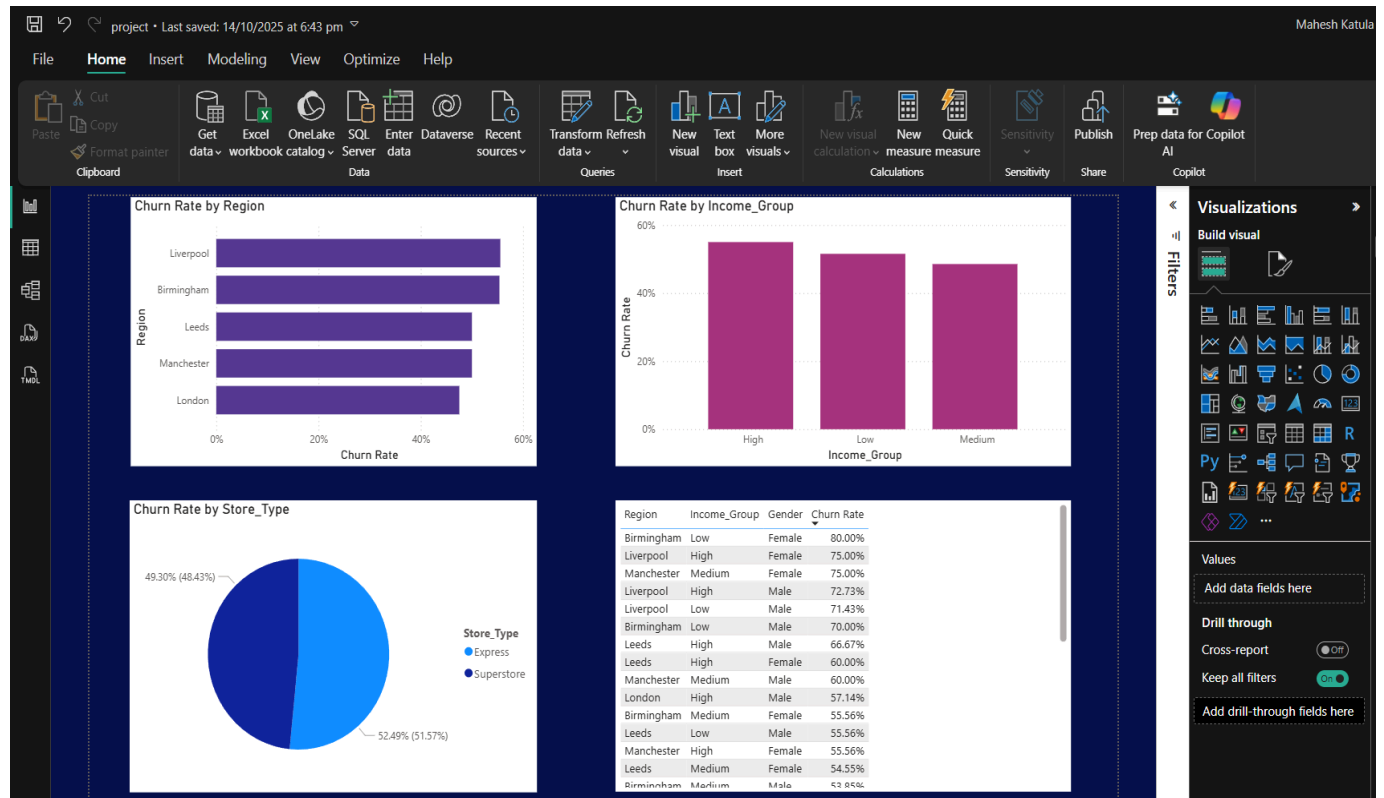 project • Last saved: 14/10/2025 at 6:43 pm
Mahesh Katula
File Home Insert Modeling View Optimize Help
Paste
Cut
Copy
Format painter
Clipboard
Get data
Excel workbook
OneLake catalog
SQL Server
Enter data
Dataverse
Recent sources
Data
Transform data
Refresh
Queries
New visual
Text box
More visuals
Insert
New visual calculation
New measure
Quick measure
Calculations
Sensitivity
Sensitivity
Publish
Share
Prep data for AI
Copilot
Copilot
DAX
TMDL
Churn Rate by Region
Region
Liverpool
Birmingham
Leeds
Manchester
London
0% 20% 40% 60%
Churn Rate
Churn Rate by Income_Group
Churn Rate
60%
40%
20%
0%
High Low Medium
Income_Group
Churn Rate by Store_Type
49.30% (48.43%)
52.49% (51.57%)
Store_Type
Express
Superstore
Region Income_Group Gender Churn Rate
Birmingham Low Female 80.00%
Liverpool High Female 75.00%
Manchester Medium Female 75.00%
Liverpool High Male 72.73%
Liverpool Low Male 71.43%
Birmingham Low Male 70.00%
Leeds High Male 66.67%
Leeds High Female 60.00%
Manchester Medium Male 60.00%
London High Male 57.14%
Birmingham Medium Female 55.56%
Leeds Low Male 55.56%
Manchester High Female 55.56%
Leeds Medium Female 54.55%
Birmingham Medium Male 53.85%
Filters
Visualizations
Build visual
123
R
Py
123
Values
Add data fields here
Drill through
Cross-report
Off
Keep all filters
On
Add drill-through fields here